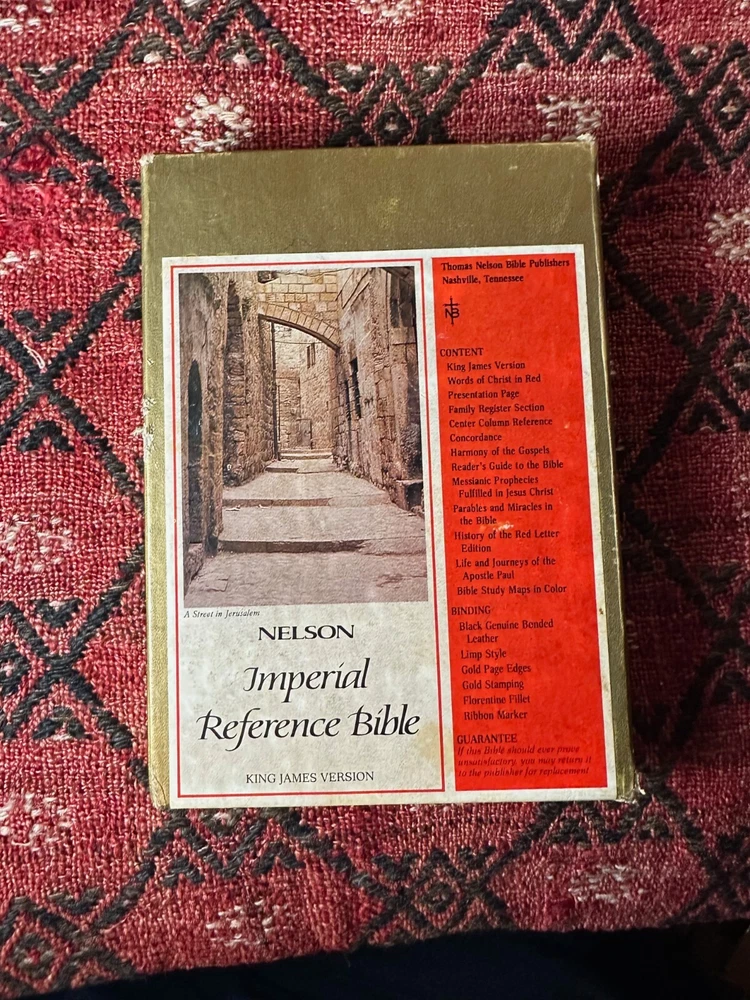 A Street in Jerusalem
NELSON
Imperial
Reference Bible
KING JAMES VERSION
Thomas Nelson Bible Publishers
Nashville, Tennessee
NB
CONTENT
King James Version
Words of Christ in Red
Presentation Page
Family Register Section
Center Column Reference
Concordance
Harmony of the Gospels
Reader's Guide to the Bible
Messianic Prophecies
Fulfilled in Jesus Christ
Parables and Miracles in
the Bible
History of the Red Letter
Edition
Life and Journeys of the
Apostle Paul
Bible Study Maps in Color
BINDING
Black Genuine Bonded
Leather
Limp Style
Gold Page Edges
Gold Stamping
Florentine Fillet
Ribbon Marker
GUARANTEE
If this Bible should ever prove
unsatisfactory, you may return it
to the publisher for replacement